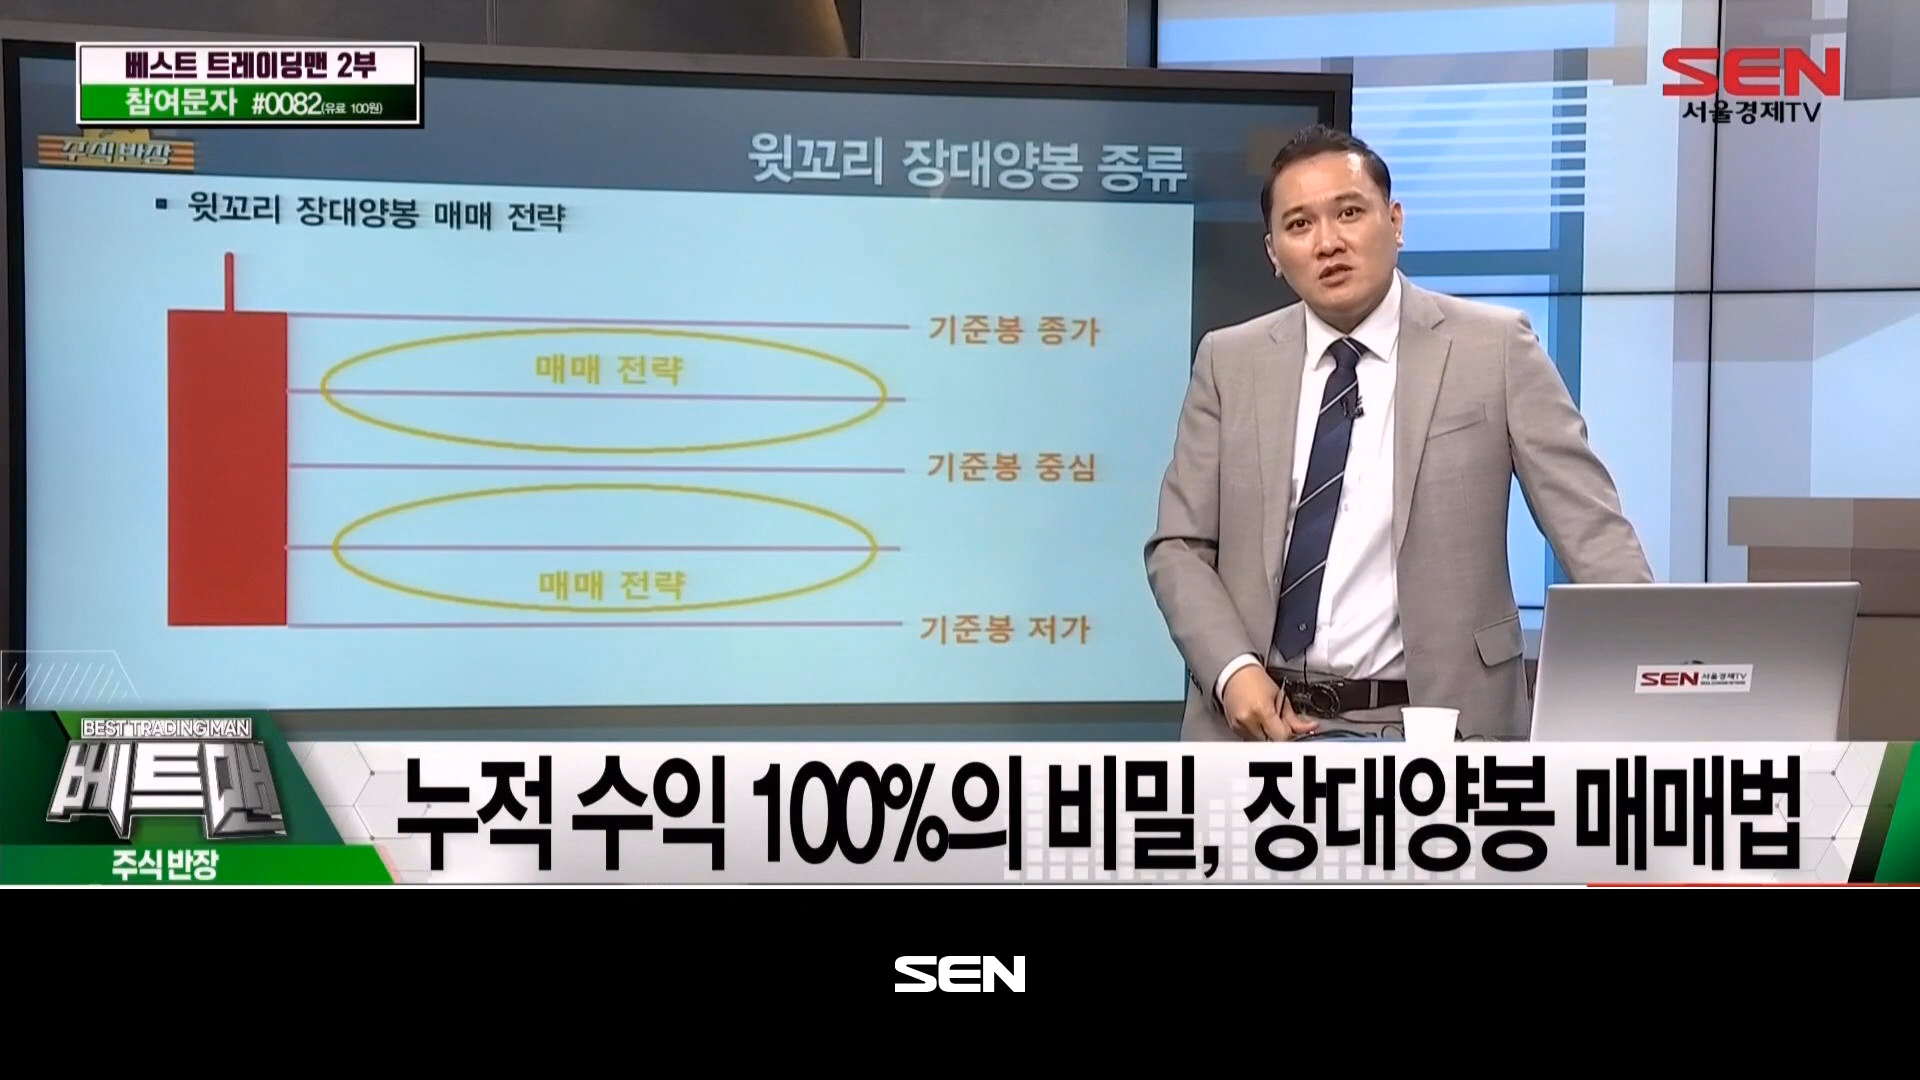 베스트 트레이딩맨 2부
참여문자 #0082(유료 100원)
SEN
서울경제TV
주식반장
윗꼬리 장대양봉 종류
▪ 윗꼬리 장대양봉 매매 전략
기준봉 종가
매매 전략
기준봉 중심
매매 전략
기준봉 저가
SEN 서울경제TV
BEST TRADING MAN
베트맨
주식 반장
누적 수익 100%의 비밀, 장대양봉 매매법
SEN